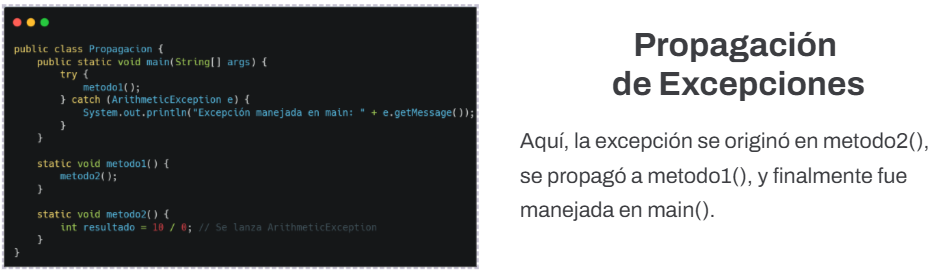 public class Propagacion {
    public static void main(String[] args) {
        try {
            metodo1();
        } catch (ArithmeticException e) {
            System.out.println("Excepción manejada en main: " + e.getMessage());
        }
    }

    static void metodo1() {
        metodo2();
    }

    static void metodo2() {
        int resultado = 10 / 0; // Se lanza ArithmeticException
    }
}
Propagación
de Excepciones
Aquí, la excepción se originó en metodo2(),
se propagó a metodo1(), y finalmente fue
manejada en main().